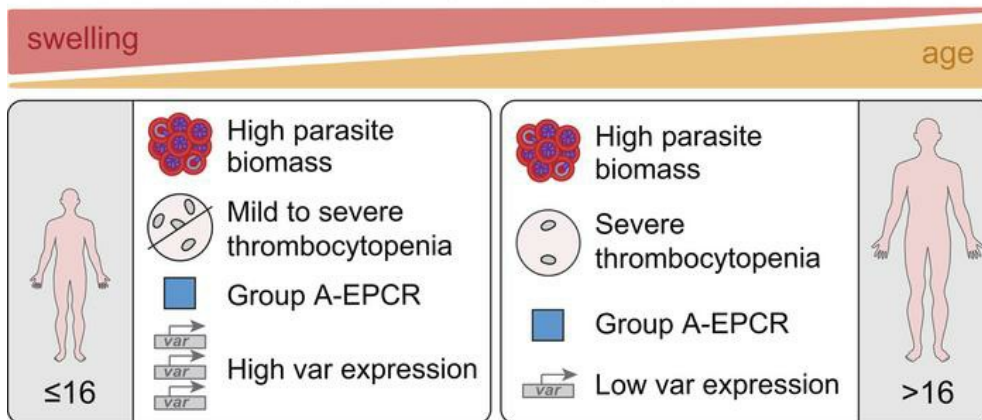 swelling
age
High parasite
biomass
Mild to severe
thrombocytopenia
Group A-EPCR
var
var
High var expression
var
≤16
High parasite
biomass
Severe
thrombocytopenia
Group A-EPCR
var
Low var expression
>16